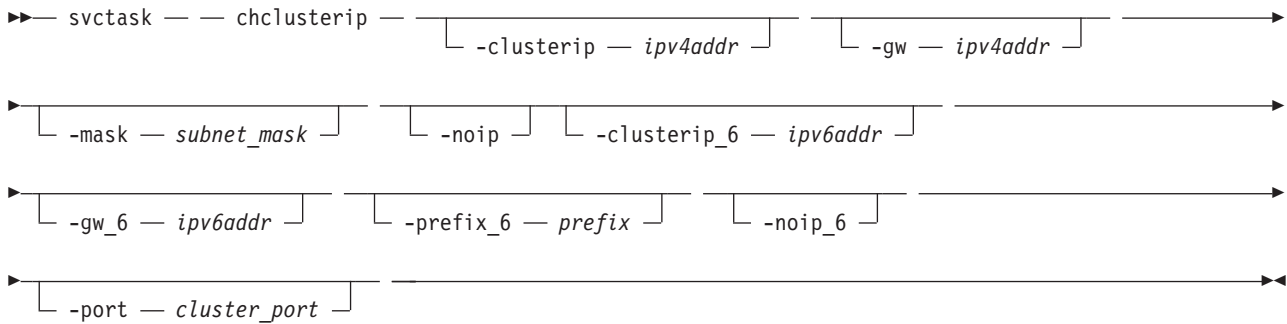 svctask chclusterip
-clusterip ipv4addr -gw ipv4addr
-mask subnet_mask -noip -clusterip_6 ipv6addr
-gw_6 ipv6addr -prefix_6 prefix -noip_6
-port cluster_port